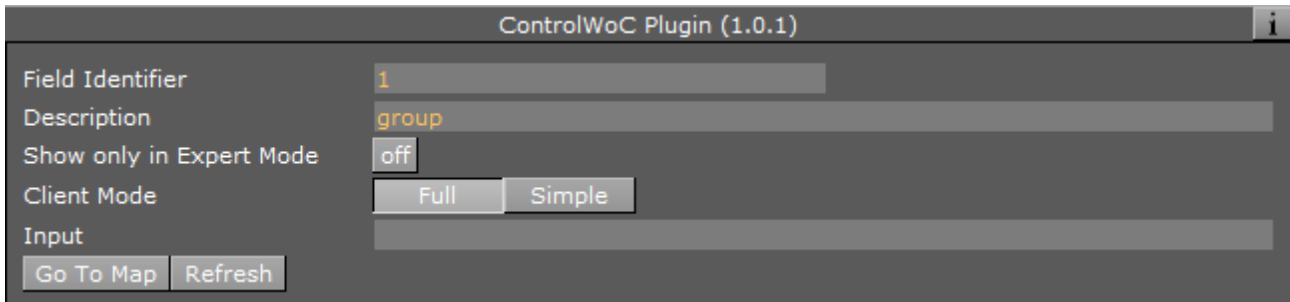 ControlWoC Plugin (1.0.1) i
Field Identifier 1
Description group
Show only in Expert Mode off
Client Mode Full Simple
Input
Go To Map Refresh